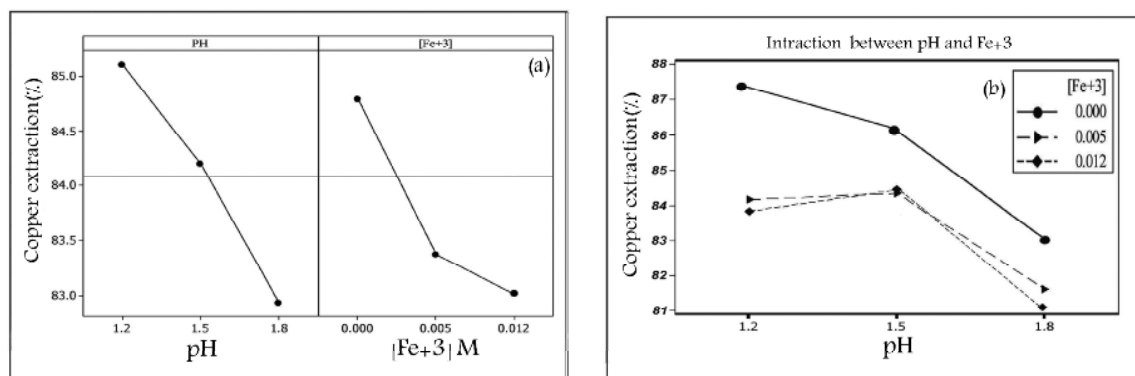 PH
[Fe+3]
(a)
Copper extraction(%)
85.0
84.5
84.0
83.5
83.0
1.2
1.5
1.8
0.000
0.005
0.012
pH
|Fe+3| M
Intraction between pH and Fe+3
(b)
[Fe+3]
0.000
0.005
0.012
Copper extraction(%)
88
87
86
85
84
83
82
81
1.2
1.5
1.8
pH